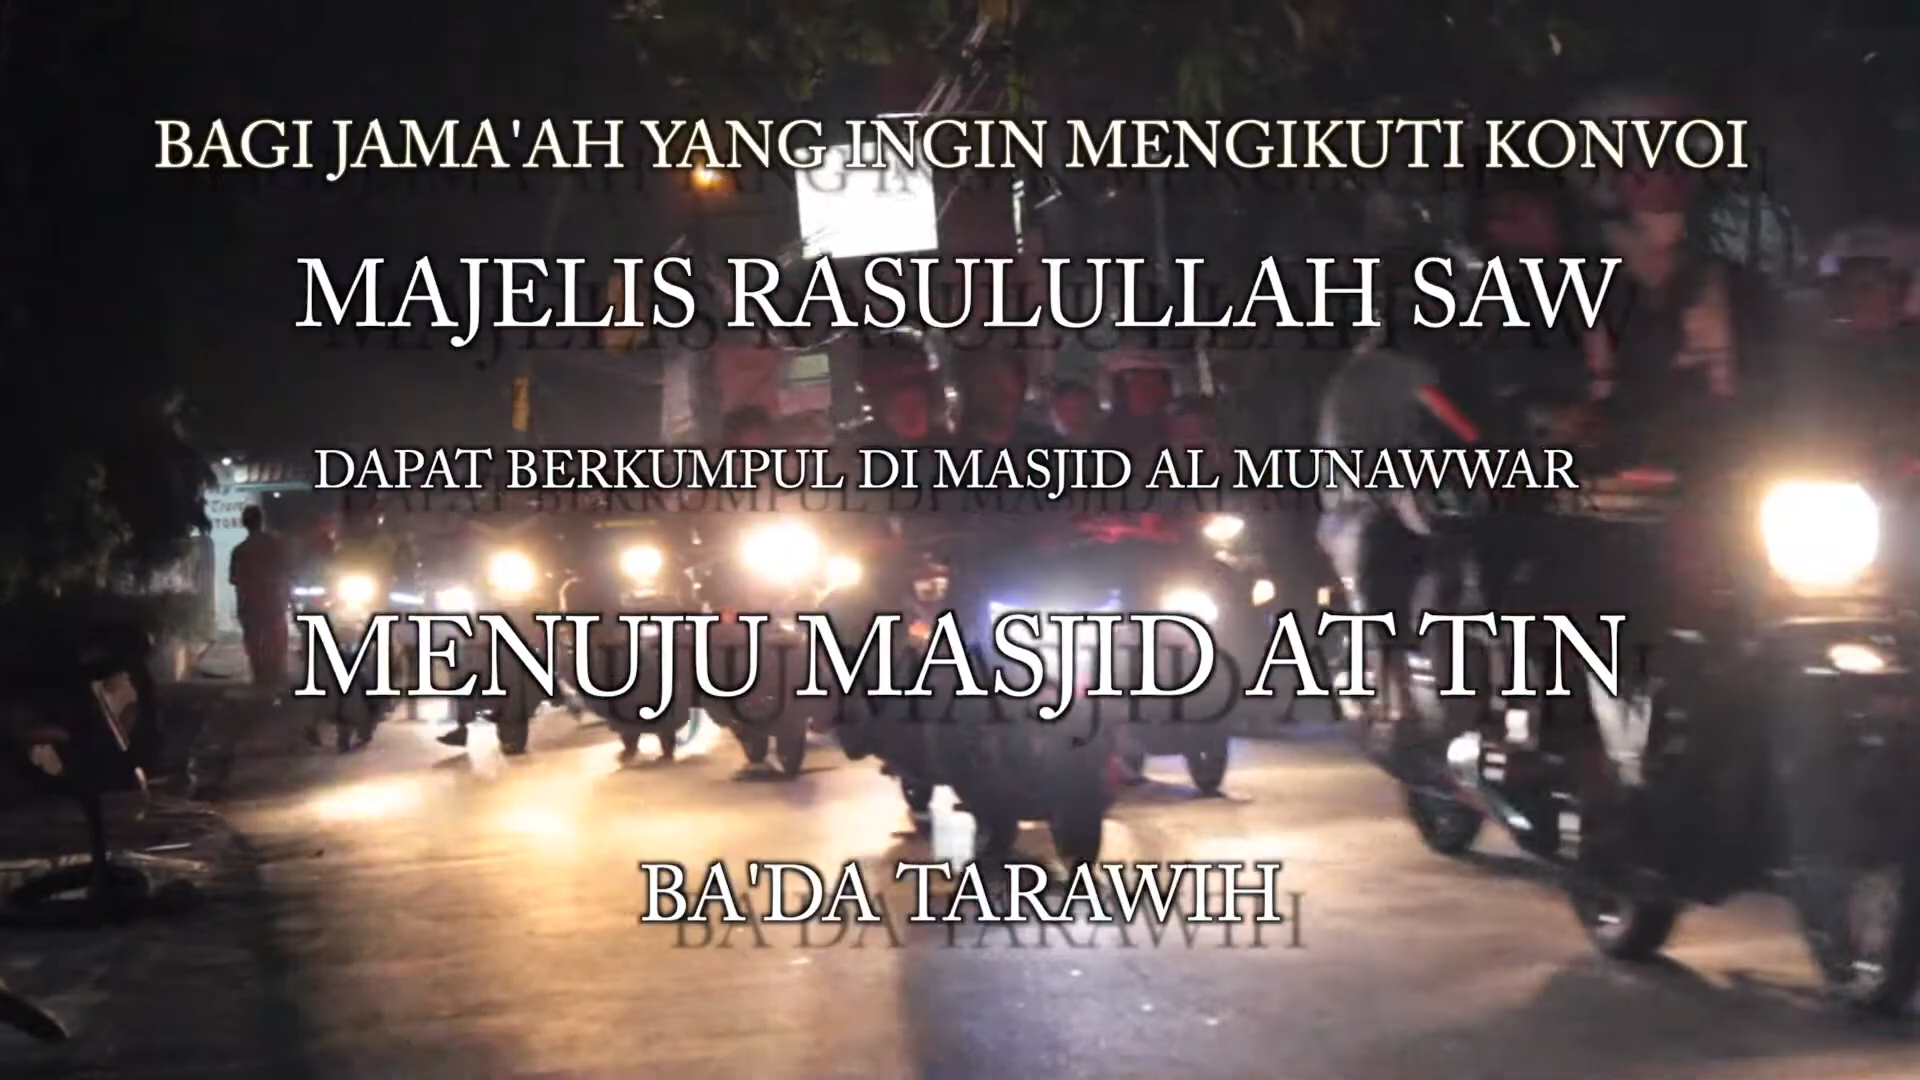 BAGI JAMA'AH YANG INGIN MENGIKUTI KONVOI
MAJELIS RASULULLAH SAW
DAPAT BERKUMPUL DI MASJID AL MUNAWWAR
MENUJU MASJID AT TIN
BA'DA TARAWIH